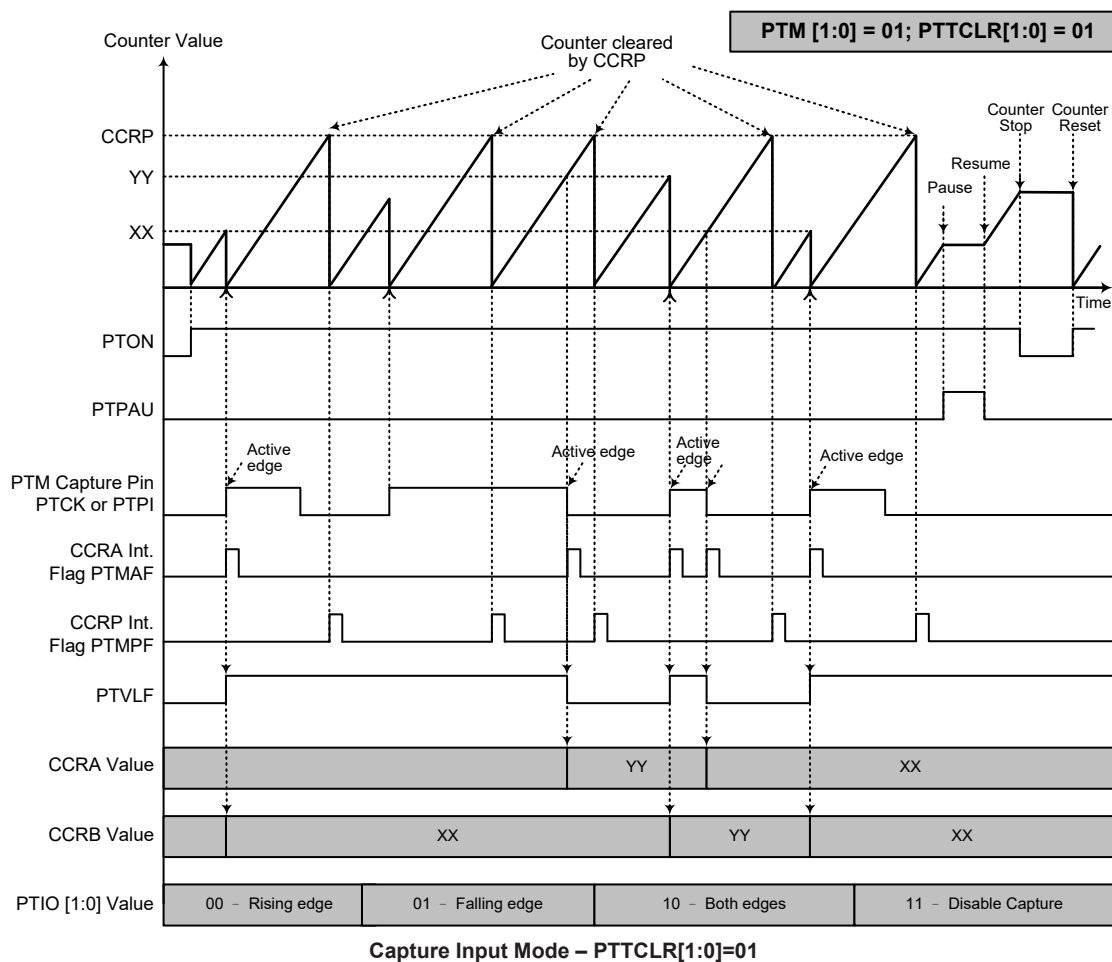 PTM [1:0] = 01; PTTCLR[1:0] = 01
Counter Value
Counter cleared
by CCRP
Counter
Stop
Counter
Reset
CCRP
YY
XX
Pause
Resume
Time
PTON
PTPAU
Active
edge
Active edge
Active
edge
Active edge
PTM Capture Pin
PTCK or PTPI
CCRA Int.
Flag PTMAF
CCRP Int.
Flag PTMPF
PTVLF
CCRA Value
YY
XX
CCRB Value
XX
YY
XX
PTIO [1:0] Value
00 – Rising edge
01 – Falling edge
10 – Both edges
11 – Disable Capture
Capture Input Mode – PTTCLR[1:0]=01